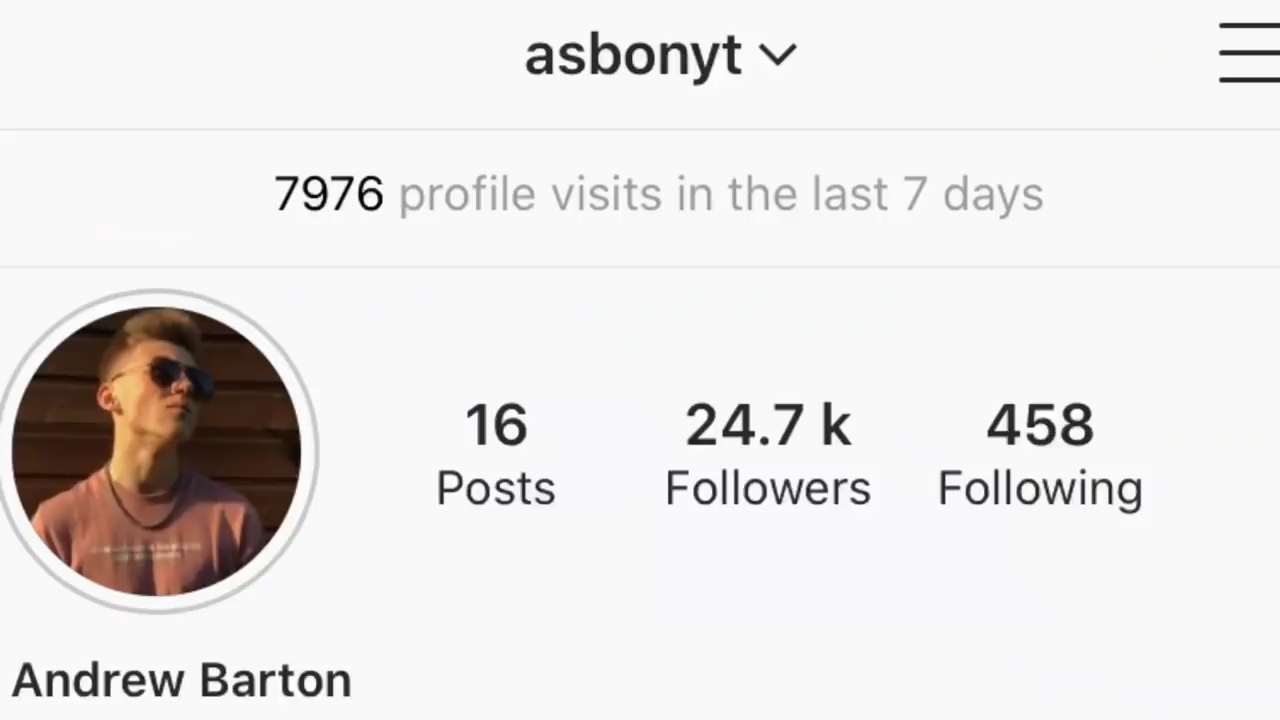 asbonyt
7976 profile visits in the last 7 days
16 24.7 k 458
Posts Followers Following
Andrew Barton